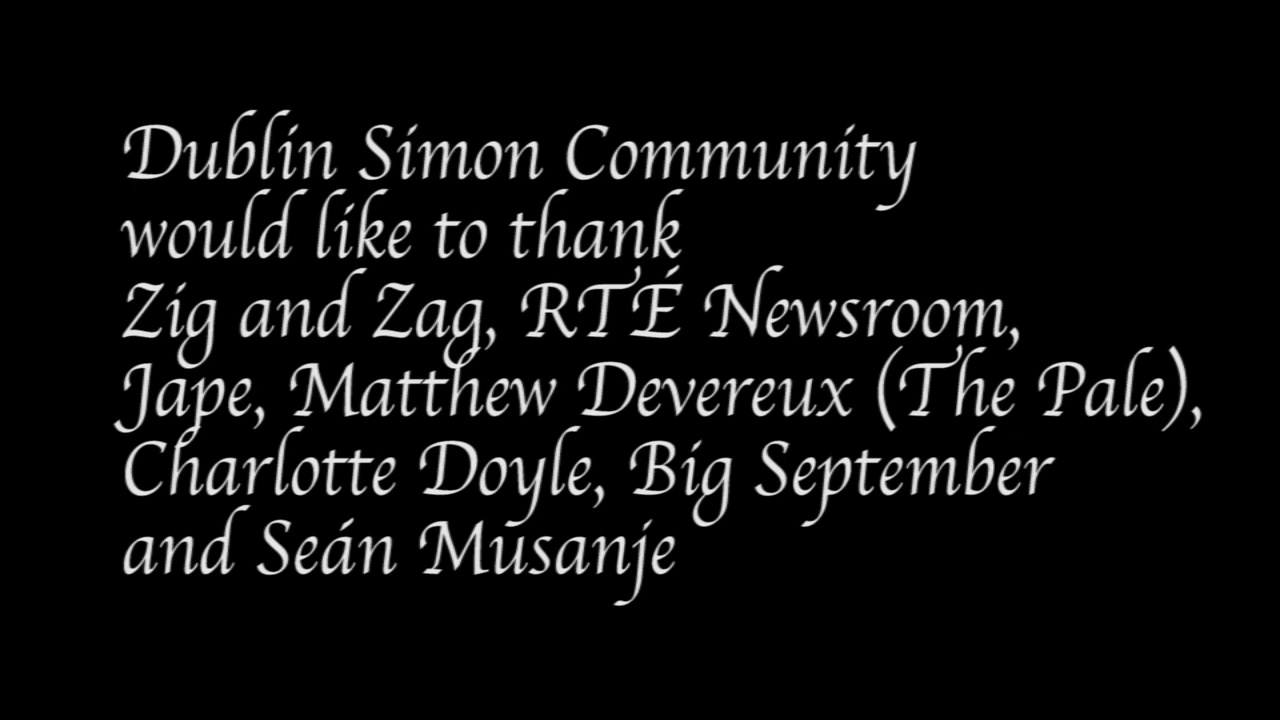 Dublin Simon Community
would like to thank
Zig and Zag, RTÉ Newsroom,
Jape, Matthew Devereux (The Pale),
Charlotte Doyle, Big September
and Seán Musanje